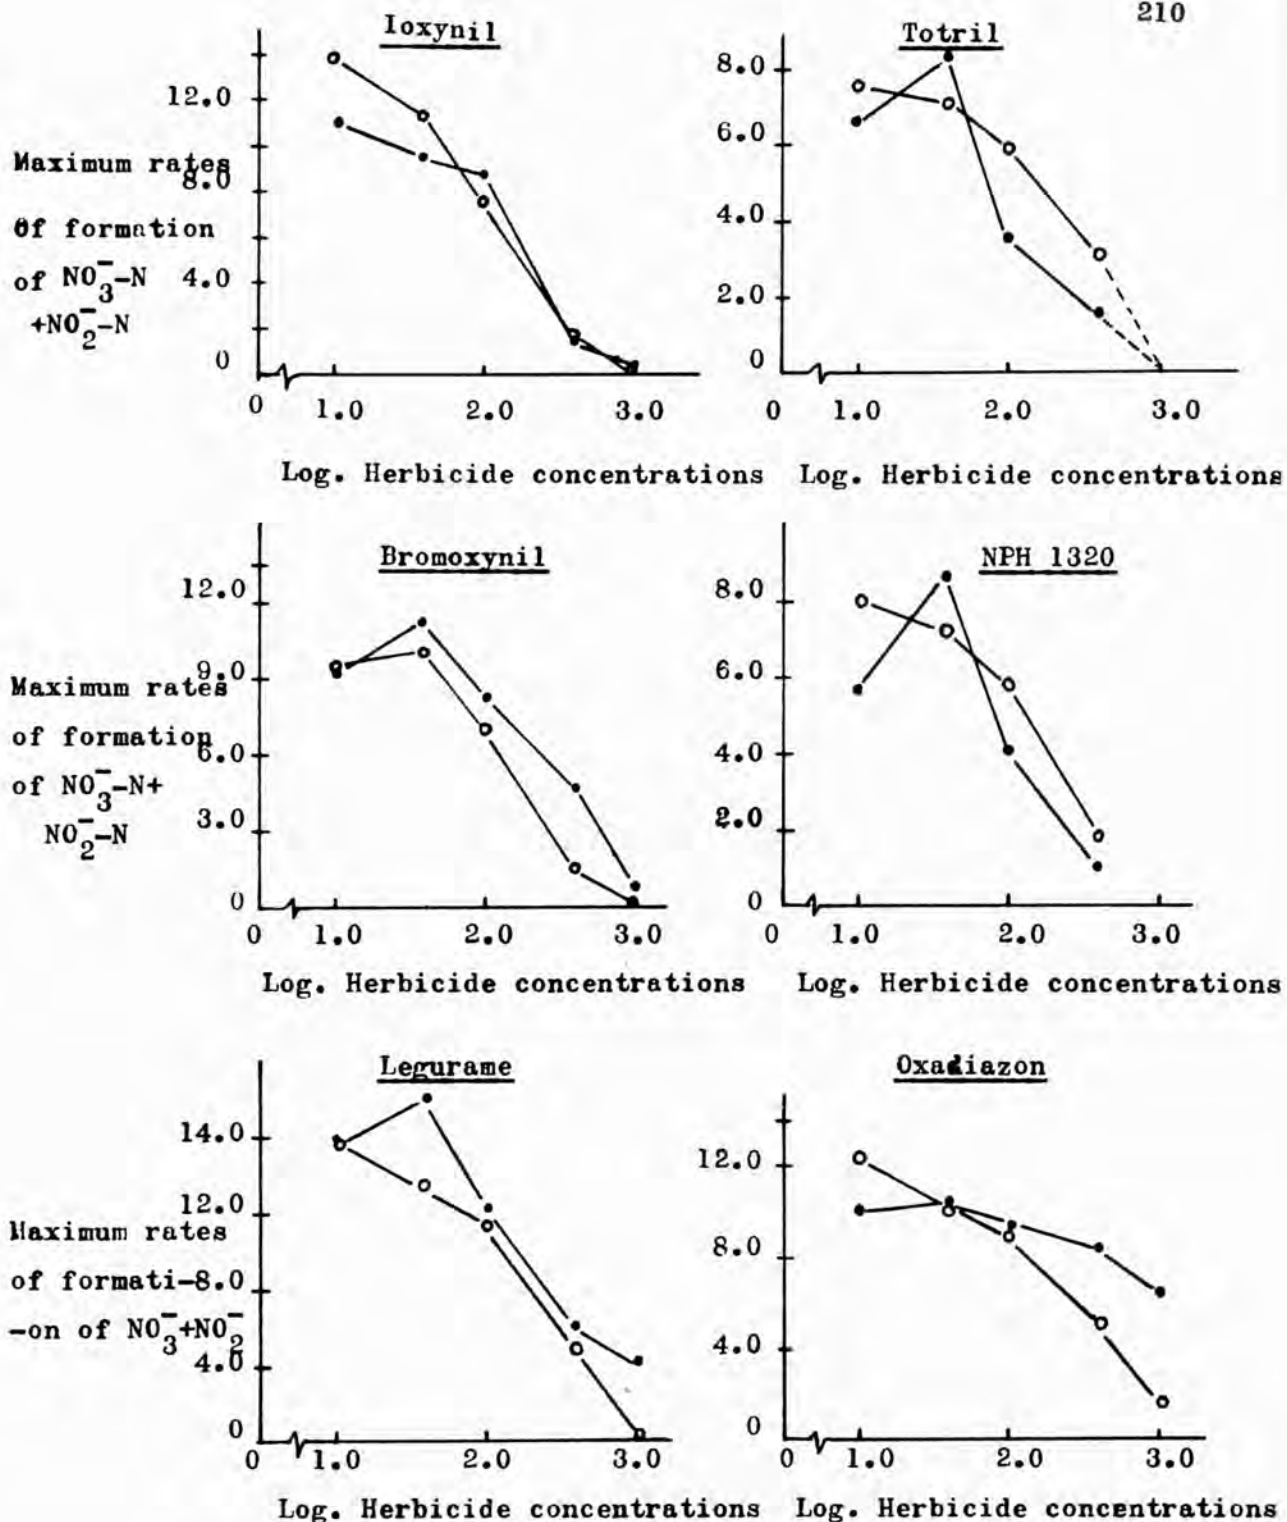 210
Ioxynil
Totril
12.0
Maximum rates
8.0
Of formation
of NO3^- -N 4.0
+NO2^- -N
0
0 1.0 2.0 3.0
Log. Herbicide concentrations
8.0
6.0
4.0
2.0
0
0 1.0 2.0 3.0
Log. Herbicide concentrations
Bromoxynil
12.0
9.0
Maximum rates
of formation
6.0
of NO3^- -N+
3.0
NO2^- -N
0
0 1.0 2.0 3.0
Log. Herbicide concentrations
NPH 1320
8.0
6.0
4.0
2.0
0
0 1.0 2.0 3.0
Log. Herbicide concentrations
Legurame
14.0
12.0
Maximum rates
of formati-8.0
-on of NO3^-+NO2^-
4.0
0
0 1.0 2.0 3.0
Log. Herbicide concentrations
Oxadiazon
12.0
8.0
4.0
0
0 1.0 2.0 3.0
Log. Herbicide concentrations